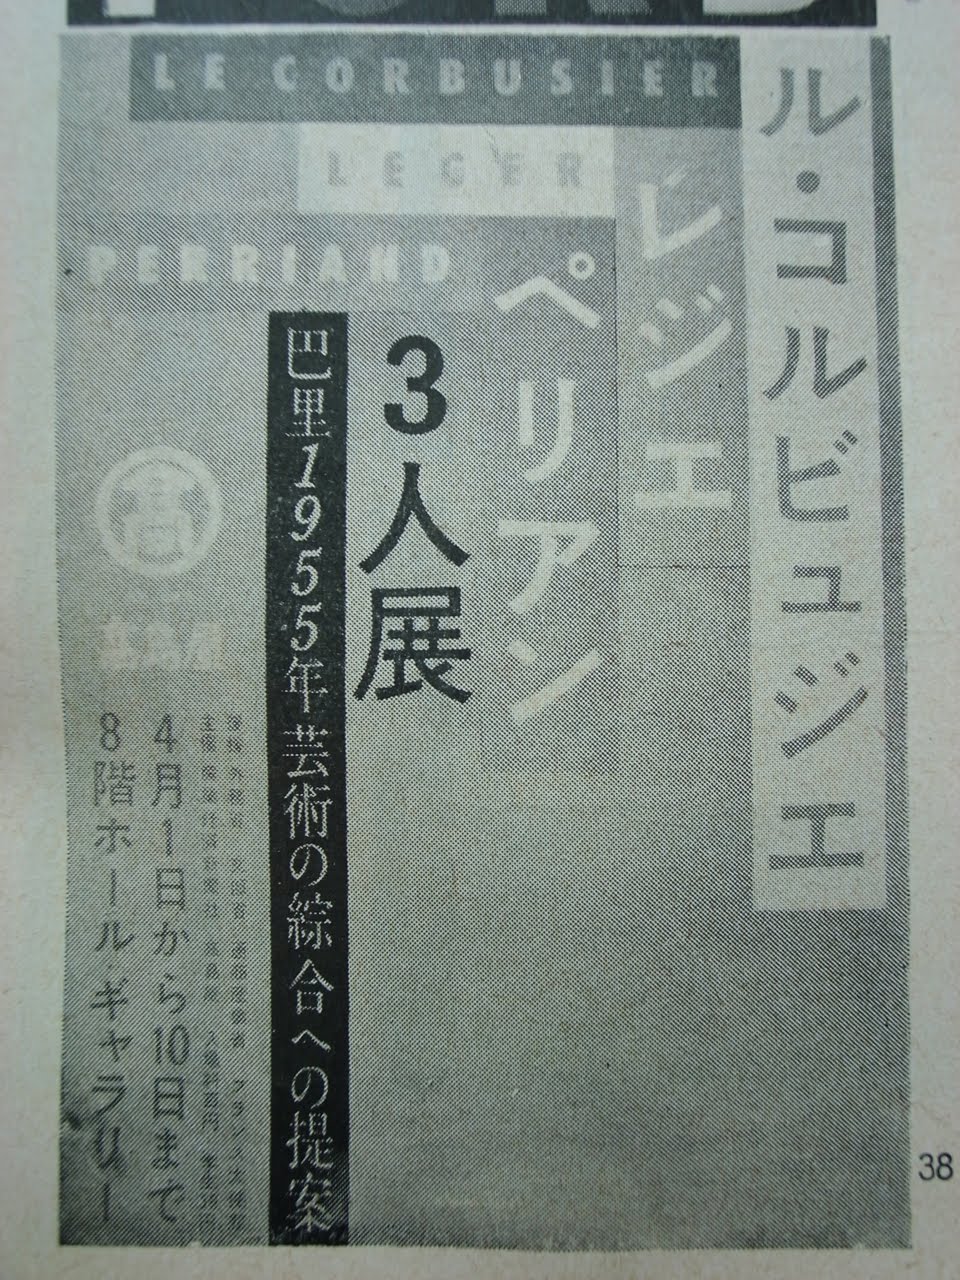 LE CORBUSIER
LEGER
PERRIAND
ル・コルビュジエ
レジェ
ペリアン
3人展
巴里1955年芸術の綜合への提案
髙
4月1日から10日まで
8階ホール・ギャラリー
38